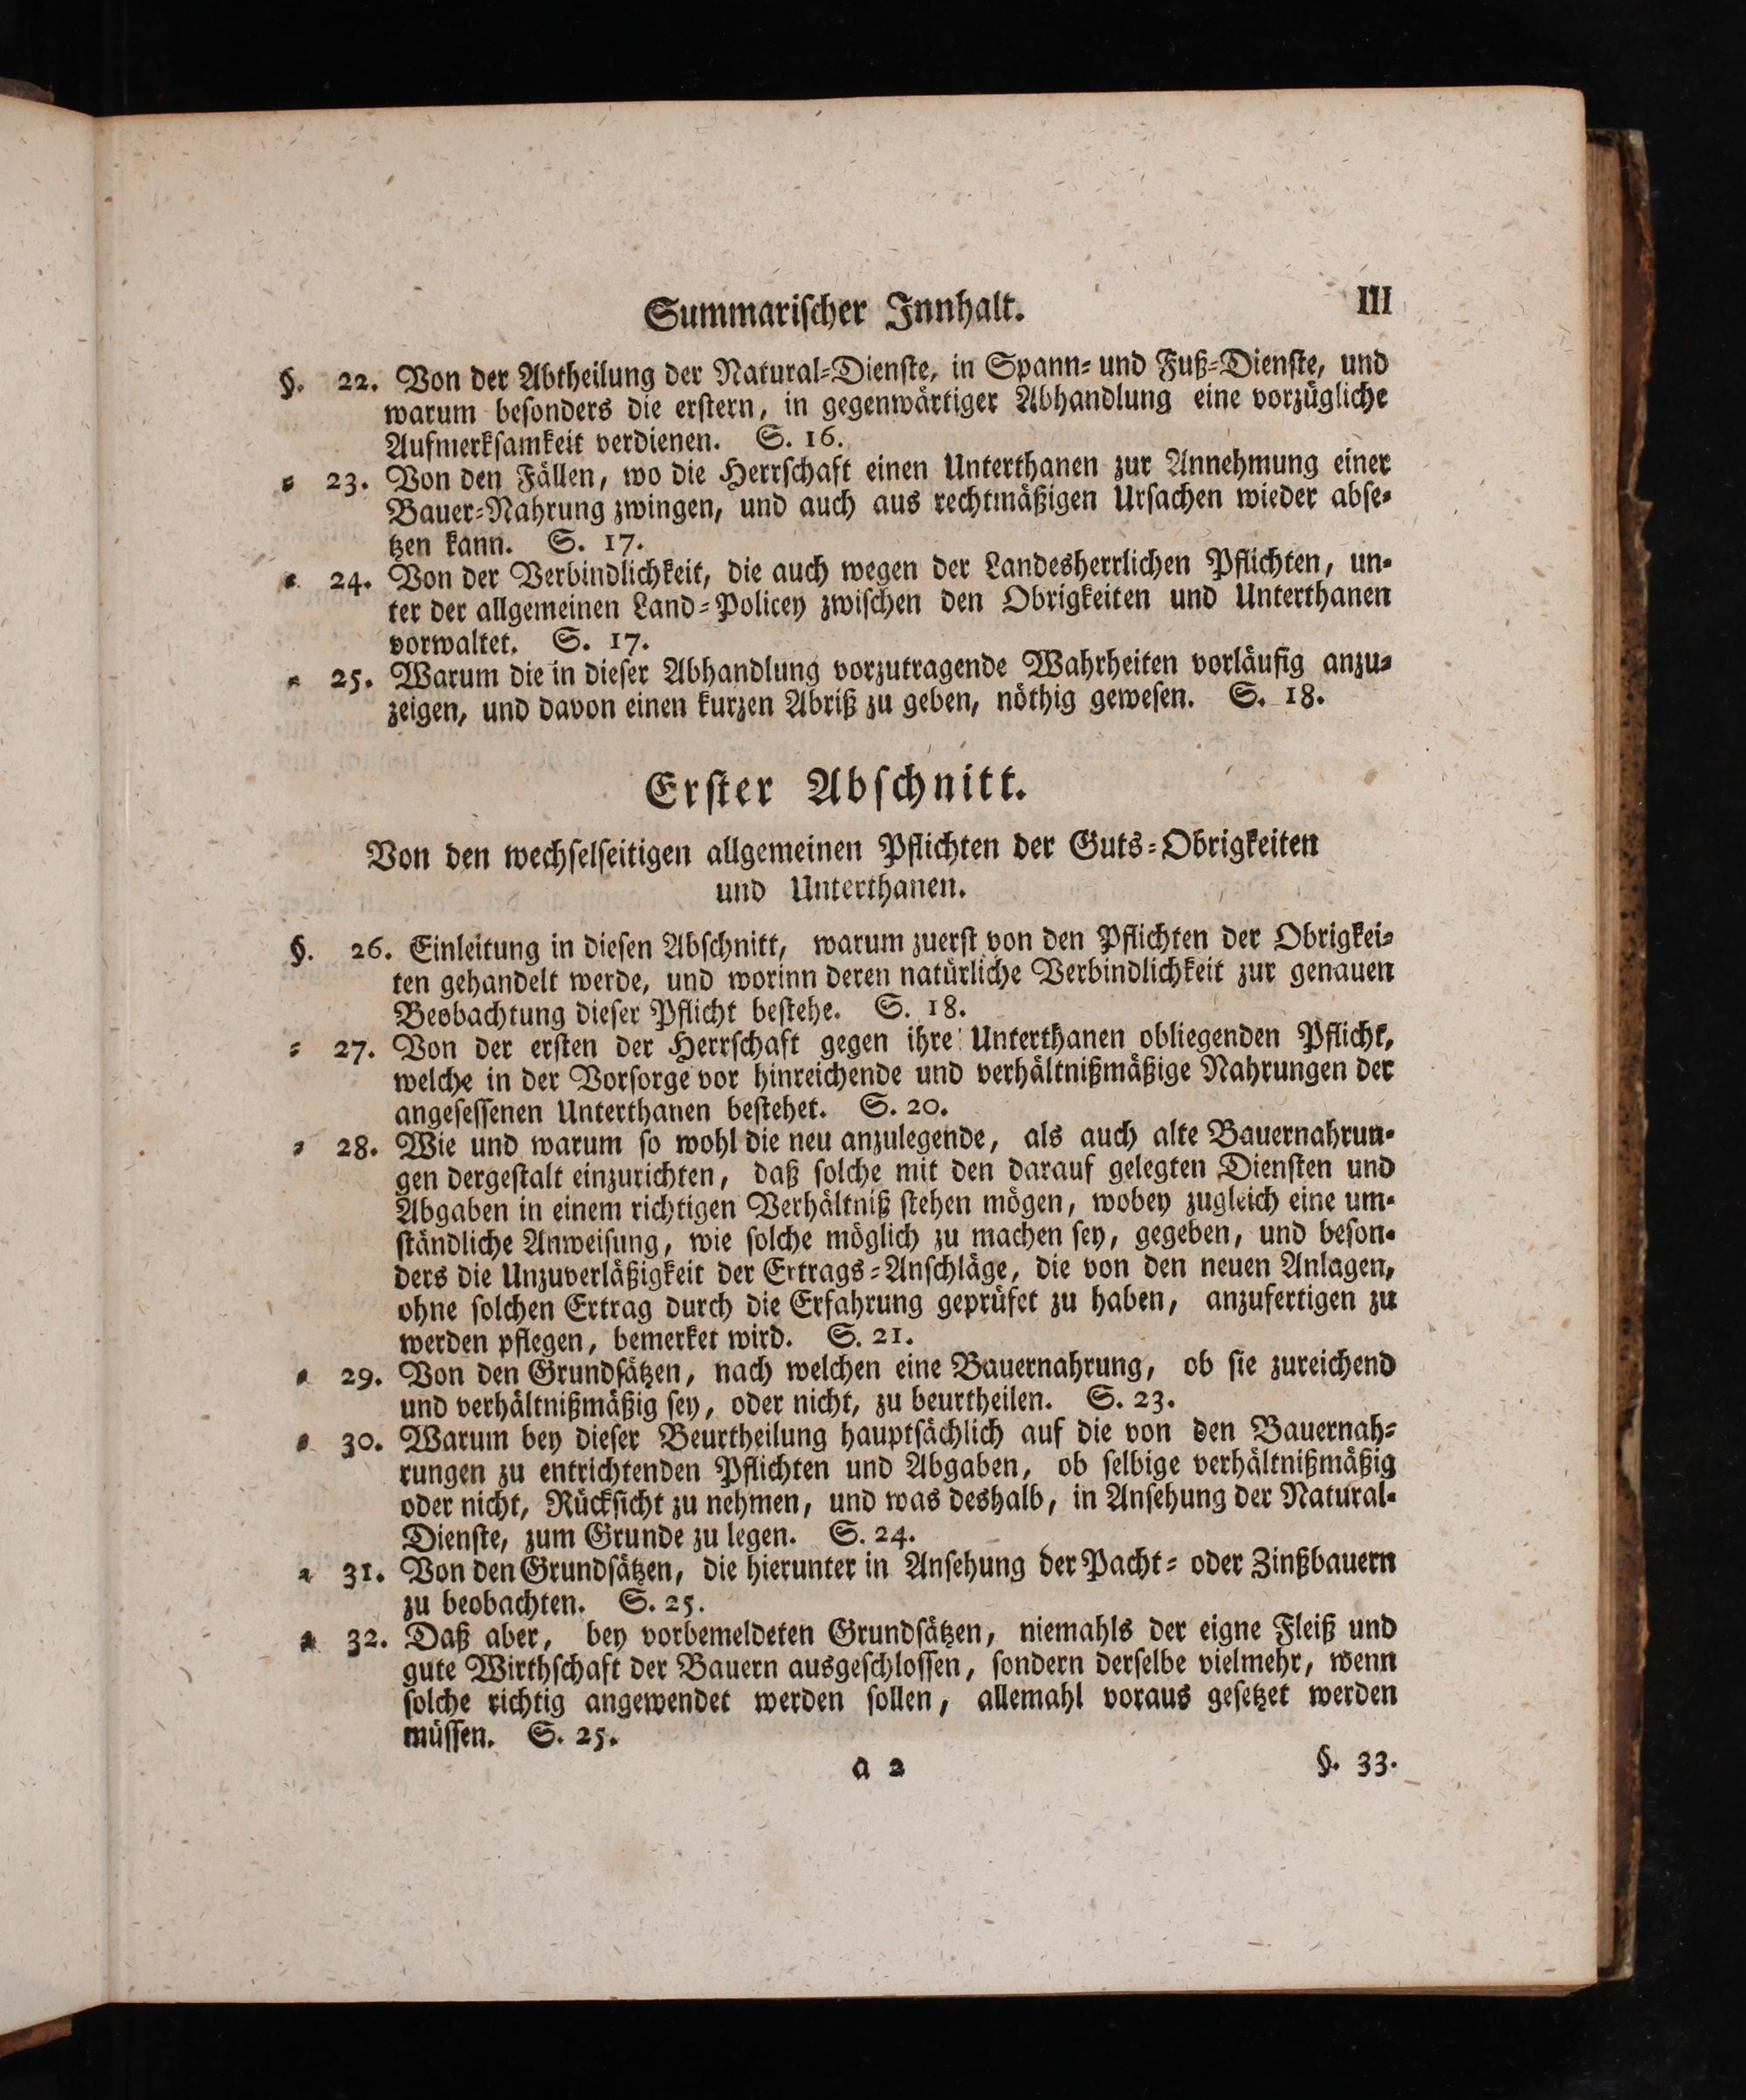 Summarischer Innhalt. III
§. 22. Von der Abtheilung der Natural-Dienste, in Spann- und Fuß-Dienste, und
warum besonders die erstern, in gegenwärtiger Abhandlung eine vorzügliche
Aufmerksamkeit verdienen. S. 16.
- 23. Von den Fällen, wo die Herrschaft einen Unterthanen zur Annehmung einer
Bauer-Nahrung zwingen, und auch aus rechtmäßigen Ursachen wieder abse-
tzen kann. S. 17.
- 24. Von der Verbindlichkeit, die auch wegen der Landesherrlichen Pflichten, un-
ter der allgemeinen Land-Policey zwischen den Obrigkeiten und Unterthanen
vorwaltet. S. 17.
- 25. Warum die in dieser Abhandlung vorzutragende Wahrheiten vorläufig anzu-
zeigen, und davon einen kurzen Abriß zu geben, nöthig gewesen. S. 18.
Erster Abschnitt.
Von den wechselseitigen allgemeinen Pflichten der Guts-Obrigkeiten
und Unterthanen.
§. 26. Einleitung in diesen Abschnitt, warum zuerst von den Pflichten der Obrigkei-
ten gehandelt werde, und worinn deren natürliche Verbindlichkeit zur genauen
Beobachtung dieser Pflicht bestehe. S. 18.
- 27. Von der ersten der Herrschaft gegen ihre Unterthanen obliegenden Pflicht,
welche in der Vorsorge vor hinreichende und verhältnißmäßige Nahrungen der
angesessenen Unterthanen bestehet. S. 20.
- 28. Wie und warum so wohl die neu anzulegende, als auch alte Bauernahrun-
gen dergestalt einzurichten, daß solche mit den darauf gelegten Diensten und
Abgaben in einem richtigen Verhältniß stehen mögen, wobey zugleich eine um-
ständliche Anweisung, wie solche möglich zu machen sey, gegeben, und beson-
ders die Unzuverläßigkeit der Ertrags-Anschläge, die von den neuen Anlagen,
ohne solchen Ertrag durch die Erfahrung geprüfet zu haben, anzufertigen zu
werden pflegen, bemerket wird. S. 21.
- 29. Von den Grundsätzen, nach welchen eine Bauernahrung, ob sie zureichend
und verhältnißmäßig sey, oder nicht, zu beurtheilen. S. 23.
- 30. Warum bey dieser Beurtheilung hauptsächlich auf die von den Bauernah-
rungen zu entrichtenden Pflichten und Abgaben, ob selbige verhältnißmäßig
oder nicht, Rücksicht zu nehmen, und was deshalb, in Ansehung der Natural-
Dienste, zum Grunde zu legen. S. 24.
- 31. Von den Grundsätzen, die hierunter in Ansehung der Pacht- oder Zinßbauern
zu beobachten. S. 25.
- 32. Daß aber, bey vorbemeldeten Grundsätzen, niemahls der eigne Fleiß und
gute Wirthschaft der Bauern ausgeschlossen, sondern derselbe vielmehr, wenn
solche richtig angewendet werden sollen, allemahl voraus gesetzet werden
müssen. S. 25.
a 2 §. 33.